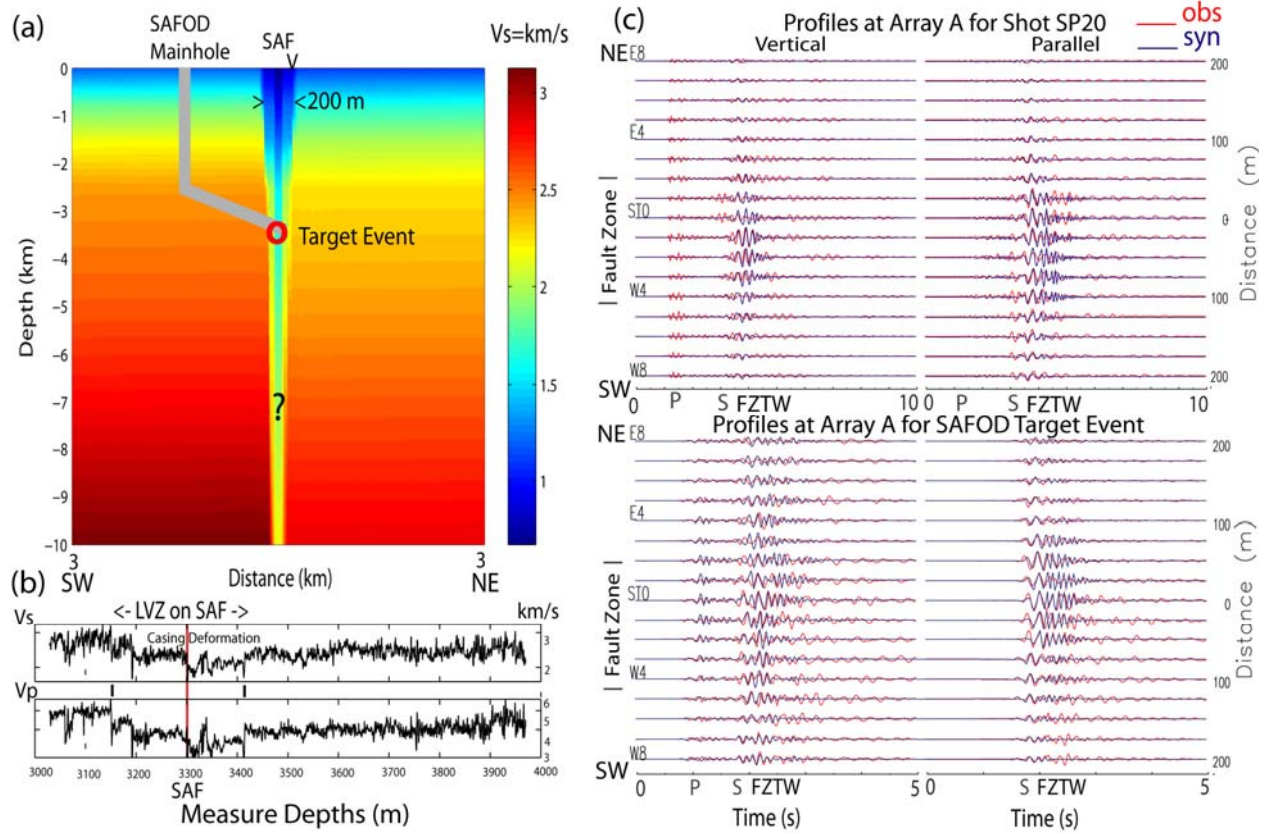 (a)
SAFOD
Mainhole
SAF
V
Vs=km/s
0
> <200 m
−1
−2
−3
Target Event
−4
−5
−6
−7
?
−8
−9
−10
Depth (km)
3
2.5
2
1.5
1
3
3
SW
Distance (km)
NE
(b)
<- LVZ on SAF ->
km/s
Vs
Casing Deformation
3
2
Vp
6
5
4
3
3000 3100 3200 3300 3400 3500 3600 3700 3800 3900 4000
SAF
Measure Depths (m)
(c)
Profiles at Array A for Shot SP20
obs
syn
Vertical
Parallel
NE
E8
200
E4
100
| Fault Zone |
ST0
0
Distance (m)
W4
100
W8
200
SW
0 P S FZTW 10
0 P S FZTW 10
Profiles at Array A for SAFOD Target Event
NE
E8
200
E4
100
| Fault Zone |
ST0
0
Distance (m)
W4
100
W8
200
SW
0 P S FZTW 5
0 S FZTW 5
Time (s)
Time (s)